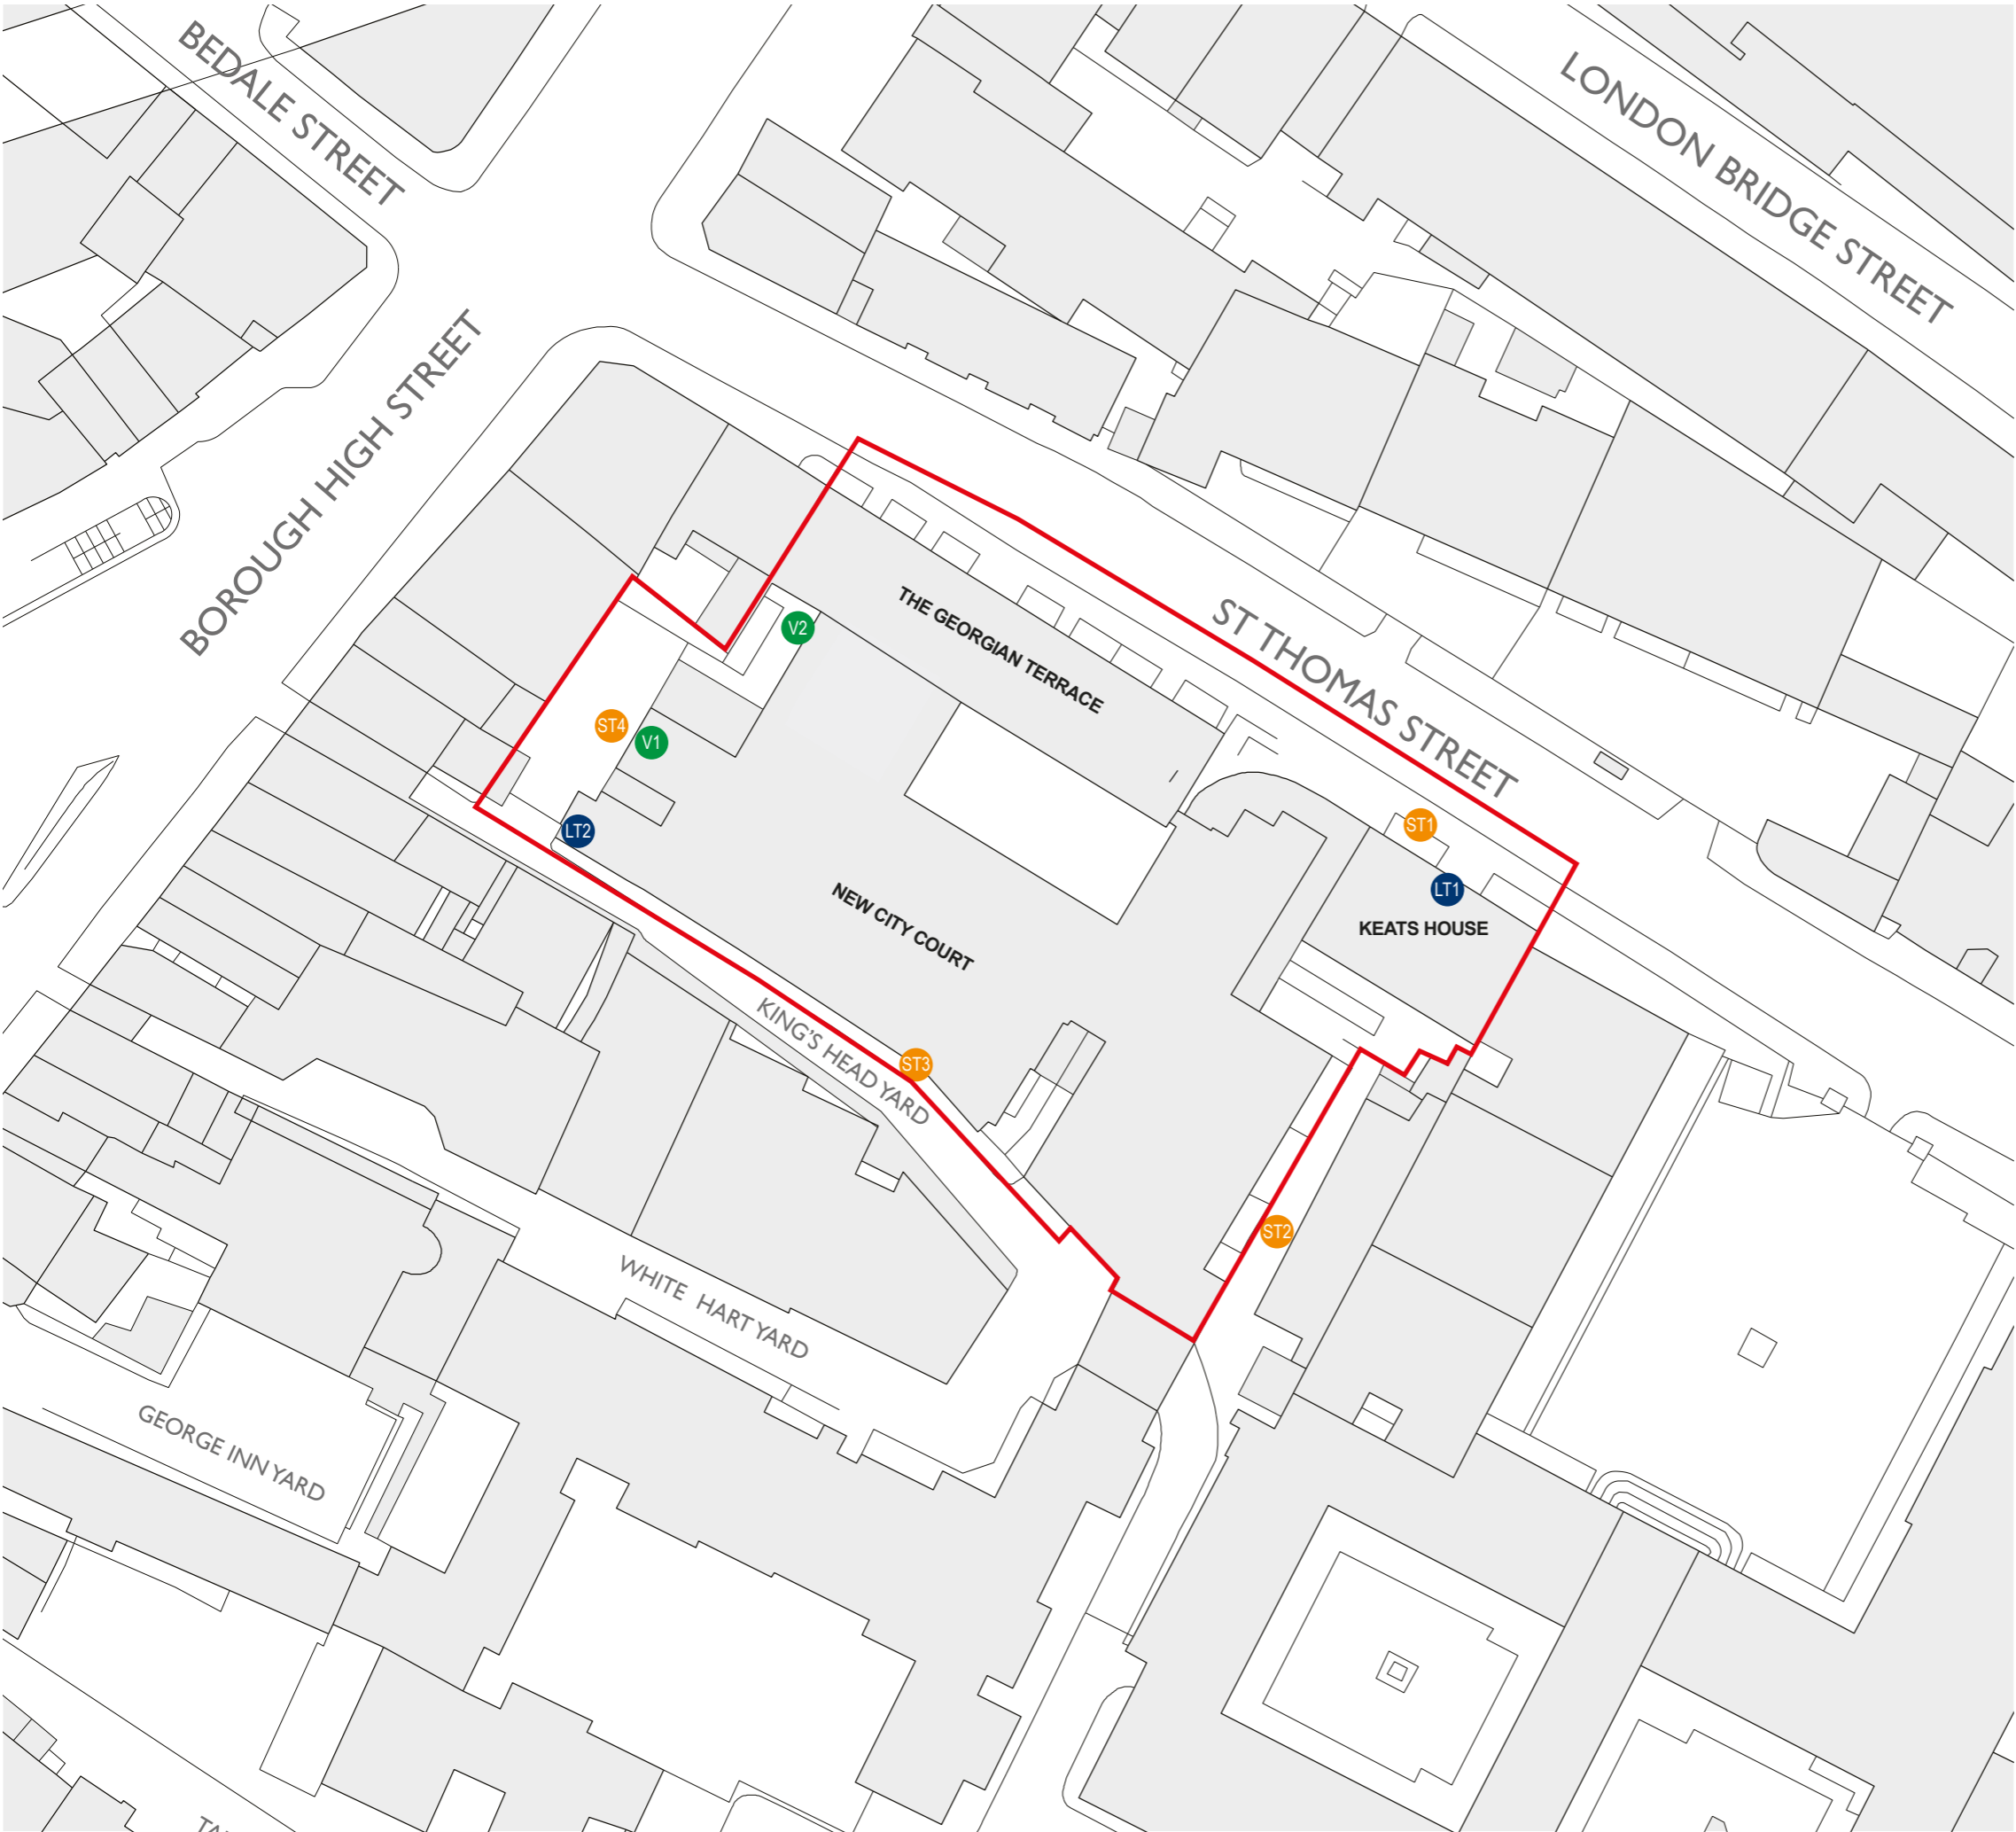 BEDALE STREET
LONDON BRIDGE STREET
BOROUGH HIGH STREET
THE GEORGIAN TERRACE
ST THOMAS STREET
V2
ST4
V1
LT2
ST1
LT1
KEATS HOUSE
NEW CITY COURT
KING'S HEAD YARD
ST3
ST2
WHITE HART YARD
GEORGE INN YARD